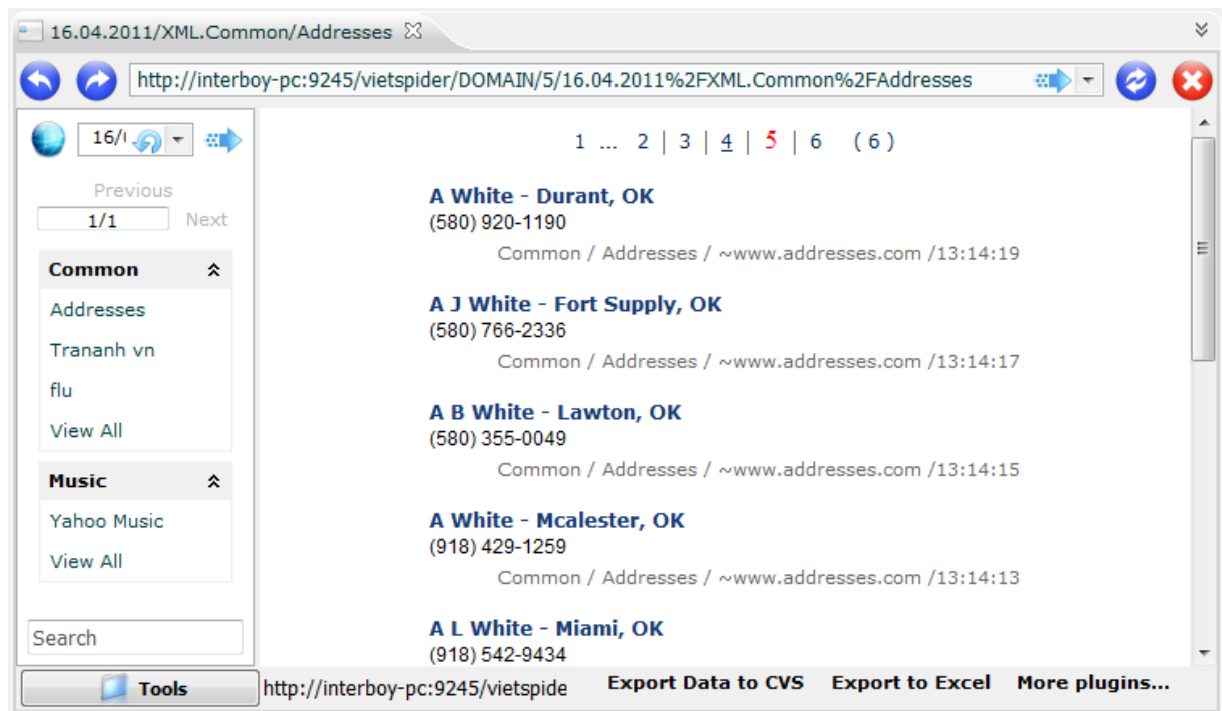 16.04.2011/XML.Common/Addresses
http://interboy-pc:9245/vietspider/DOMAIN/5/16.04.2011%2FXML.Common%2FAddresses
16/
Previous
1/1 Next
Common
Addresses
Trananh vn
flu
View All
Music
Yahoo Music
View All
Search
Tools
1 ... 2 | 3 | 4 | 5 | 6 ( 6 )
A White - Durant, OK
(580) 920-1190
Common / Addresses / ~www.addresses.com /13:14:19
A J White - Fort Supply, OK
(580) 766-2336
Common / Addresses / ~www.addresses.com /13:14:17
A B White - Lawton, OK
(580) 355-0049
Common / Addresses / ~www.addresses.com /13:14:15
A White - Mcalester, OK
(918) 429-1259
Common / Addresses / ~www.addresses.com /13:14:13
A L White - Miami, OK
(918) 542-9434
http://interboy-pc:9245/vietspide
Export Data to CVS Export to Excel More plugins...